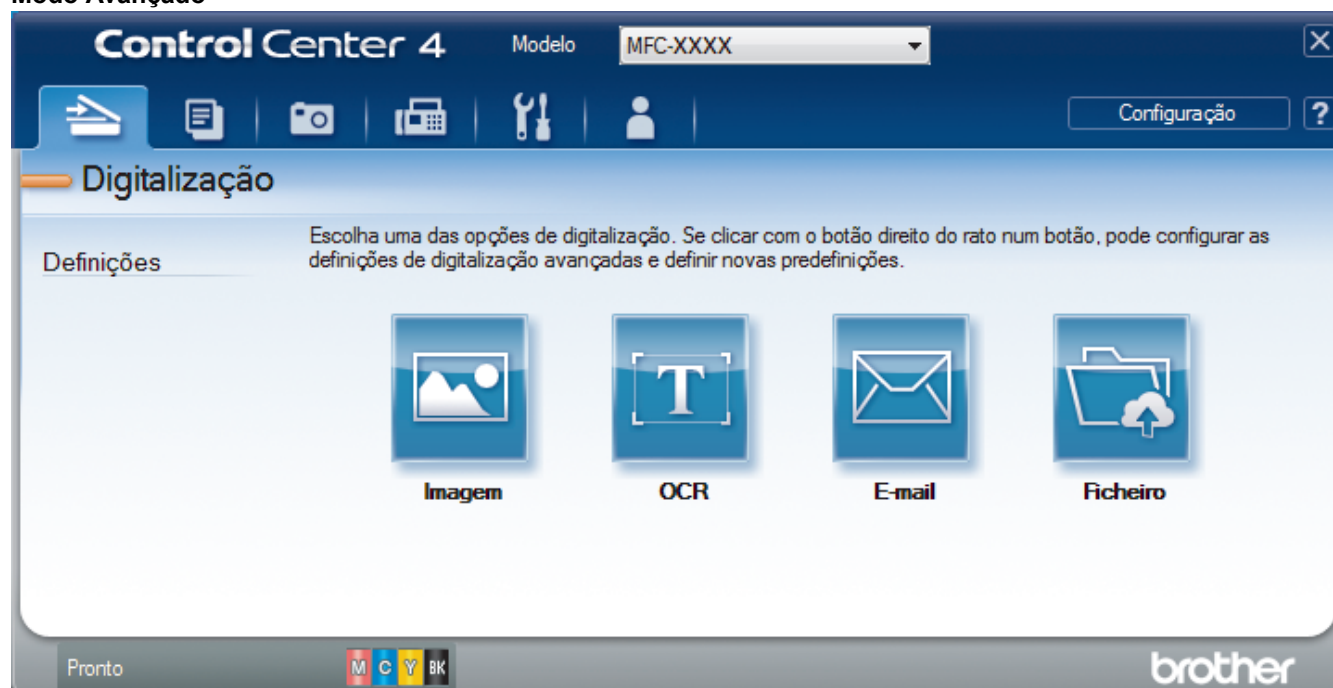 Modo Avançado
Control Center 4 Modelo MFC-XXXX X
Configuração ?
Digitalização
Definições
Escolha uma das opções de digitalização. Se clicar com o botão direito do rato num botão, pode configurar as
definições de digitalização avançadas e definir novas predefinições.
T
Imagem OCR E-mail Ficheiro
Pronto M C Y BK brother